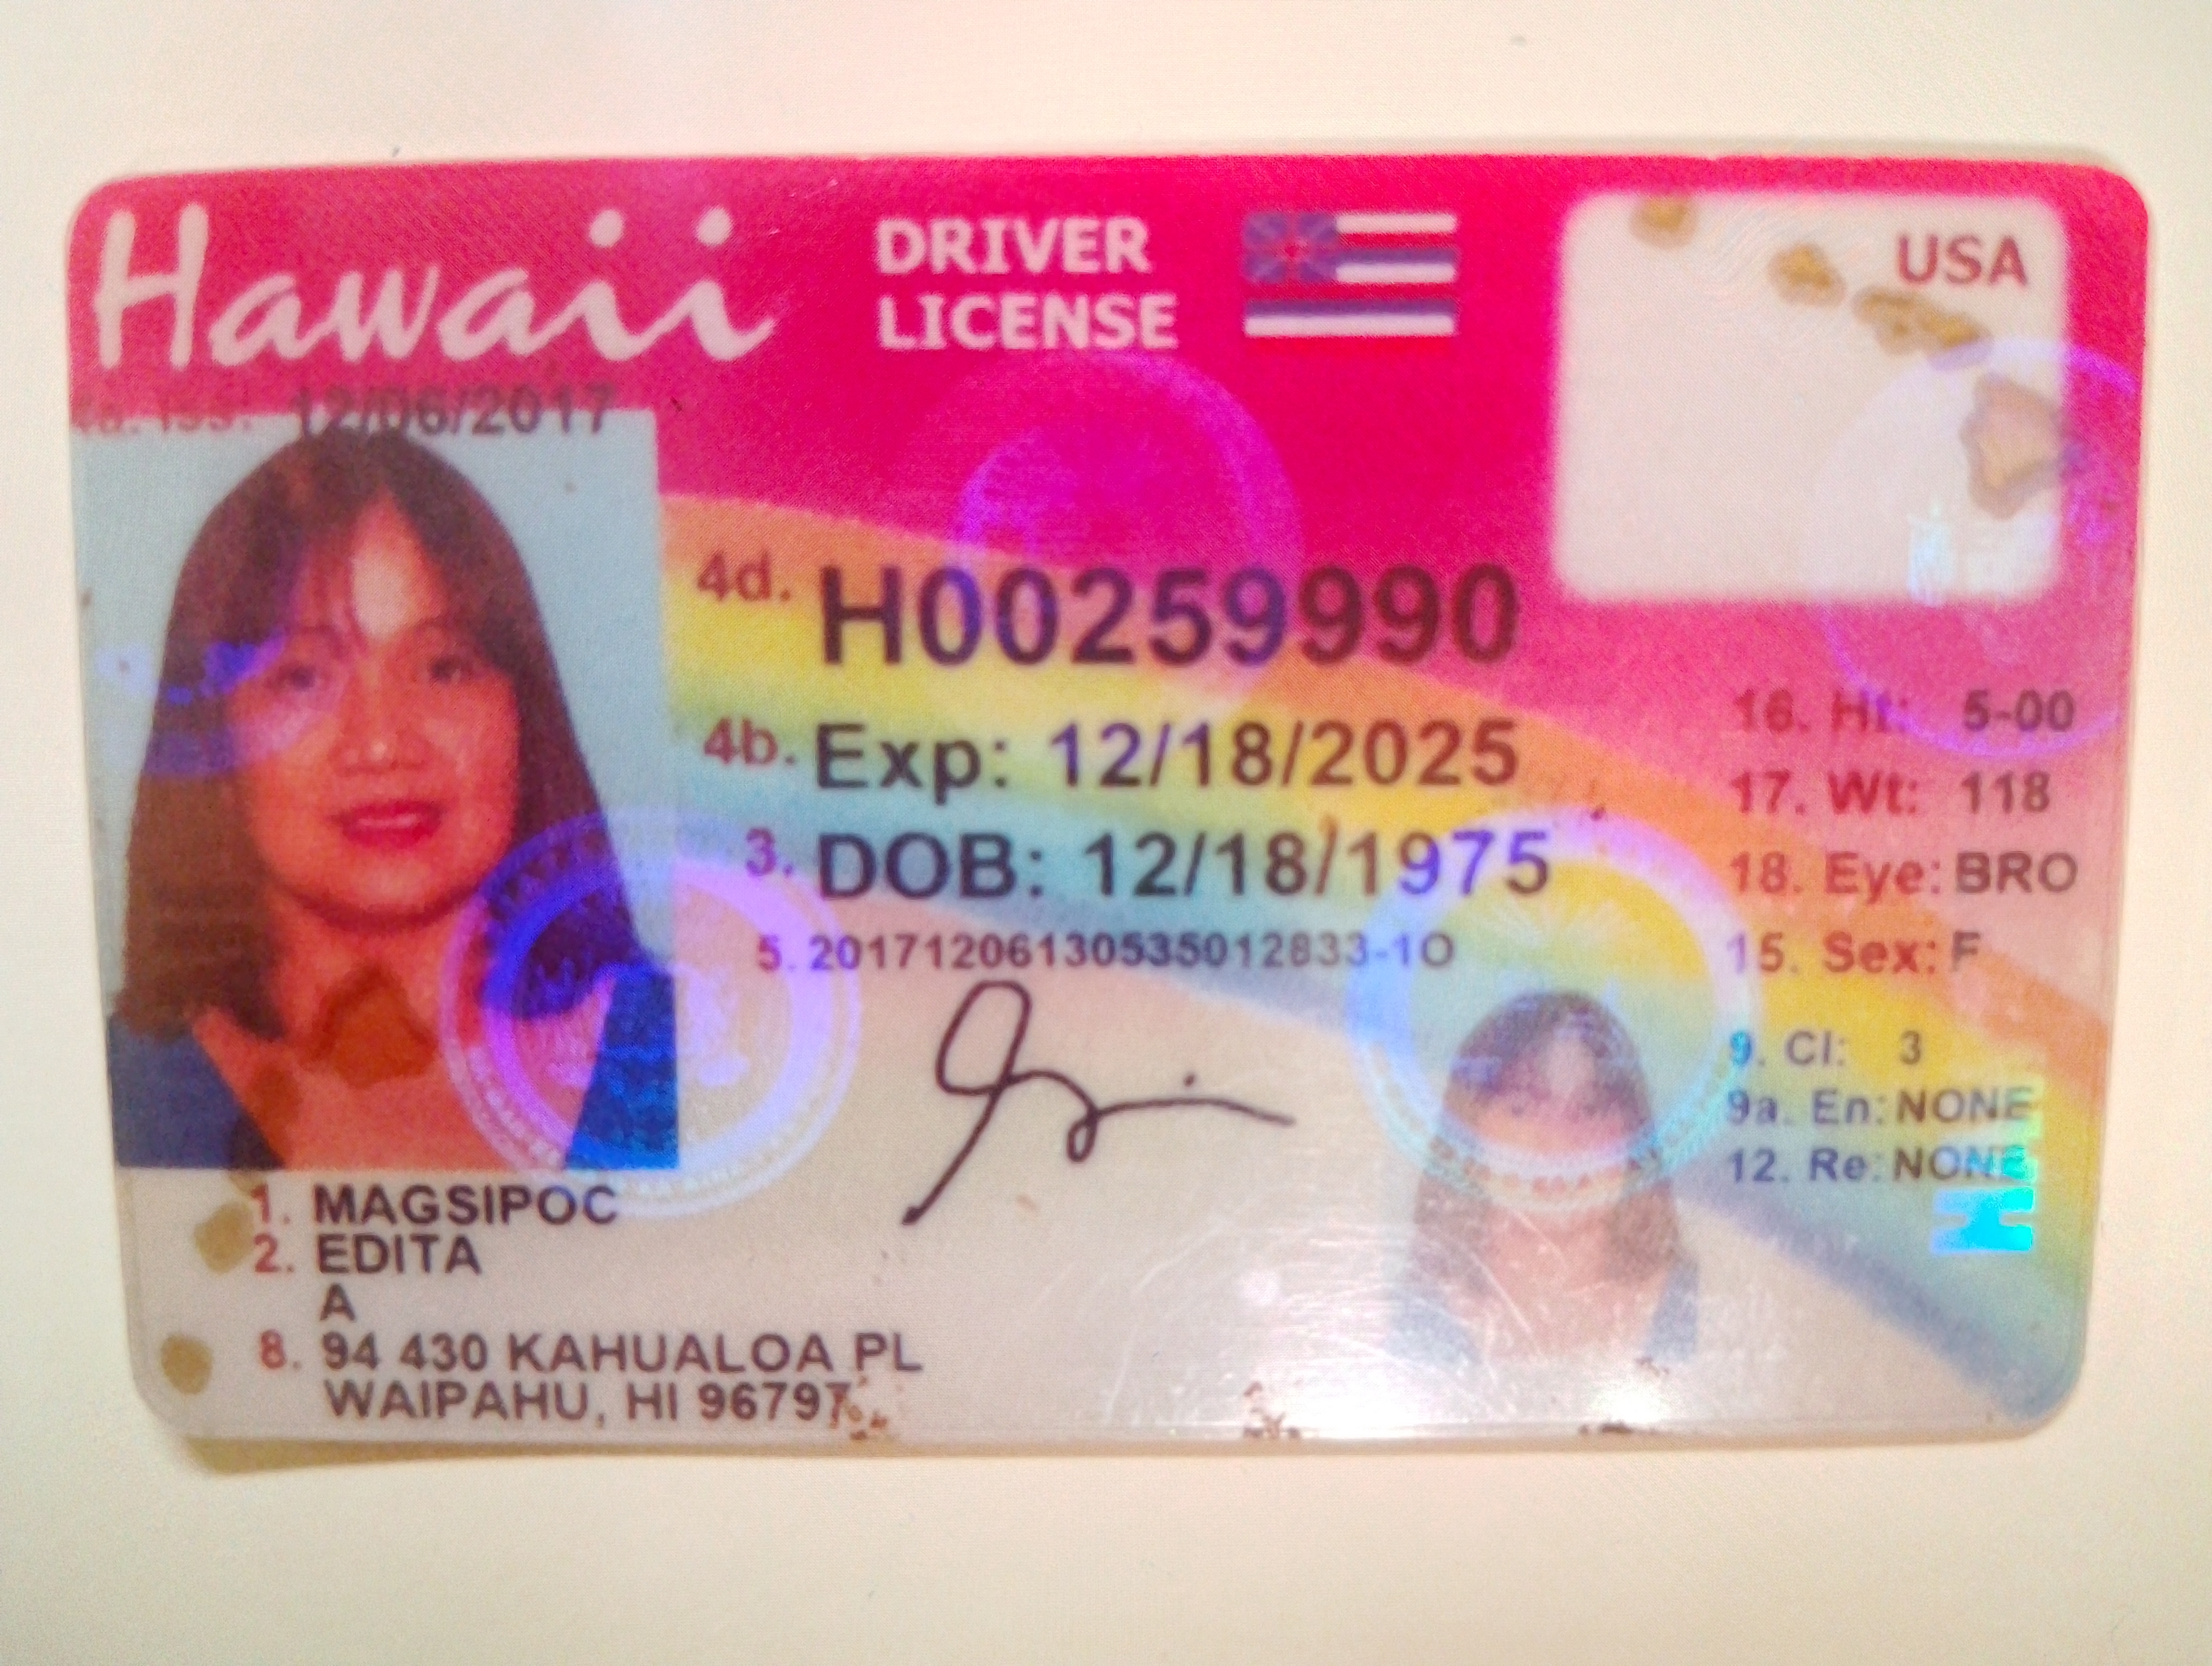 Hawaii
DRIVER
LICENSE
USA
4a. Iss: 12/06/2017
4d. H00259990
4b. Exp: 12/18/2025
3. DOB: 12/18/1975
5. 20171206130535012833-1O
16. Ht: 5-00
17. Wt: 118
18. Eye: BRO
15. Sex: F
9. Cl: 3
9a. En: NONE
12. Re: NONE
1. MAGSIPOC
2. EDITA
A
8. 94 430 KAHUALOA PL
WAIPAHU, HI 96797